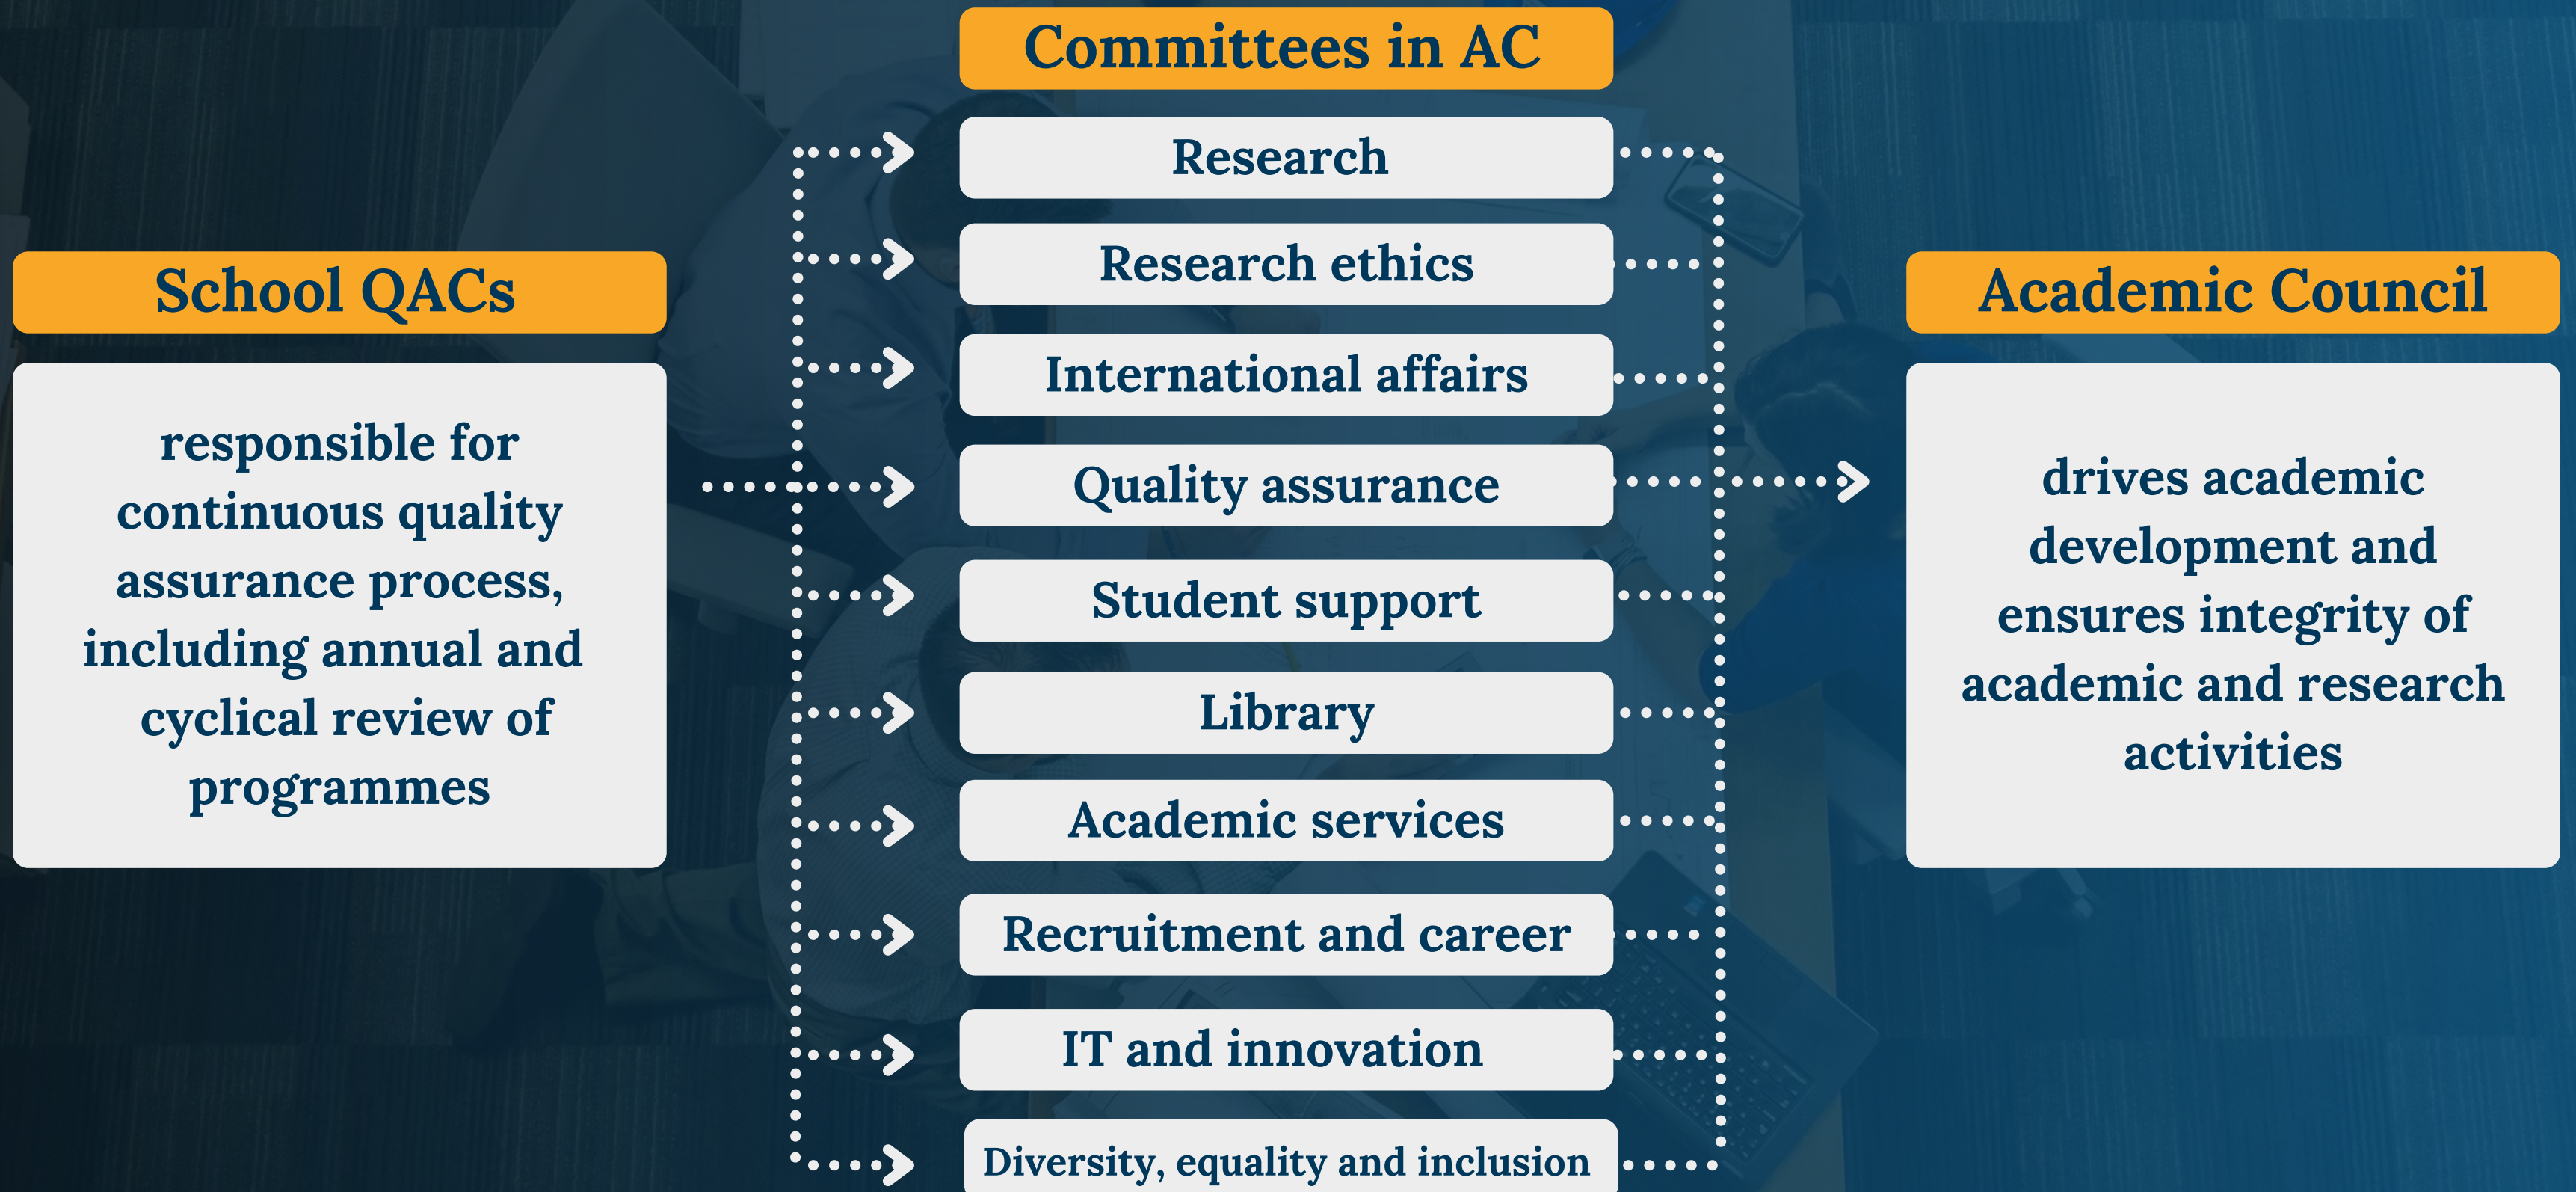 School QACs
responsible for
continuous quality
assurance process,
including annual and
cyclical review of
programmes
Committees in AC
Research
Research ethics
International affairs
Quality assurance
Student support
Library
Academic services
Recruitment and career
IT and innovation
Diversity, equality and inclusion
Academic Council
drives academic
development and
ensures integrity of
academic and research
activities